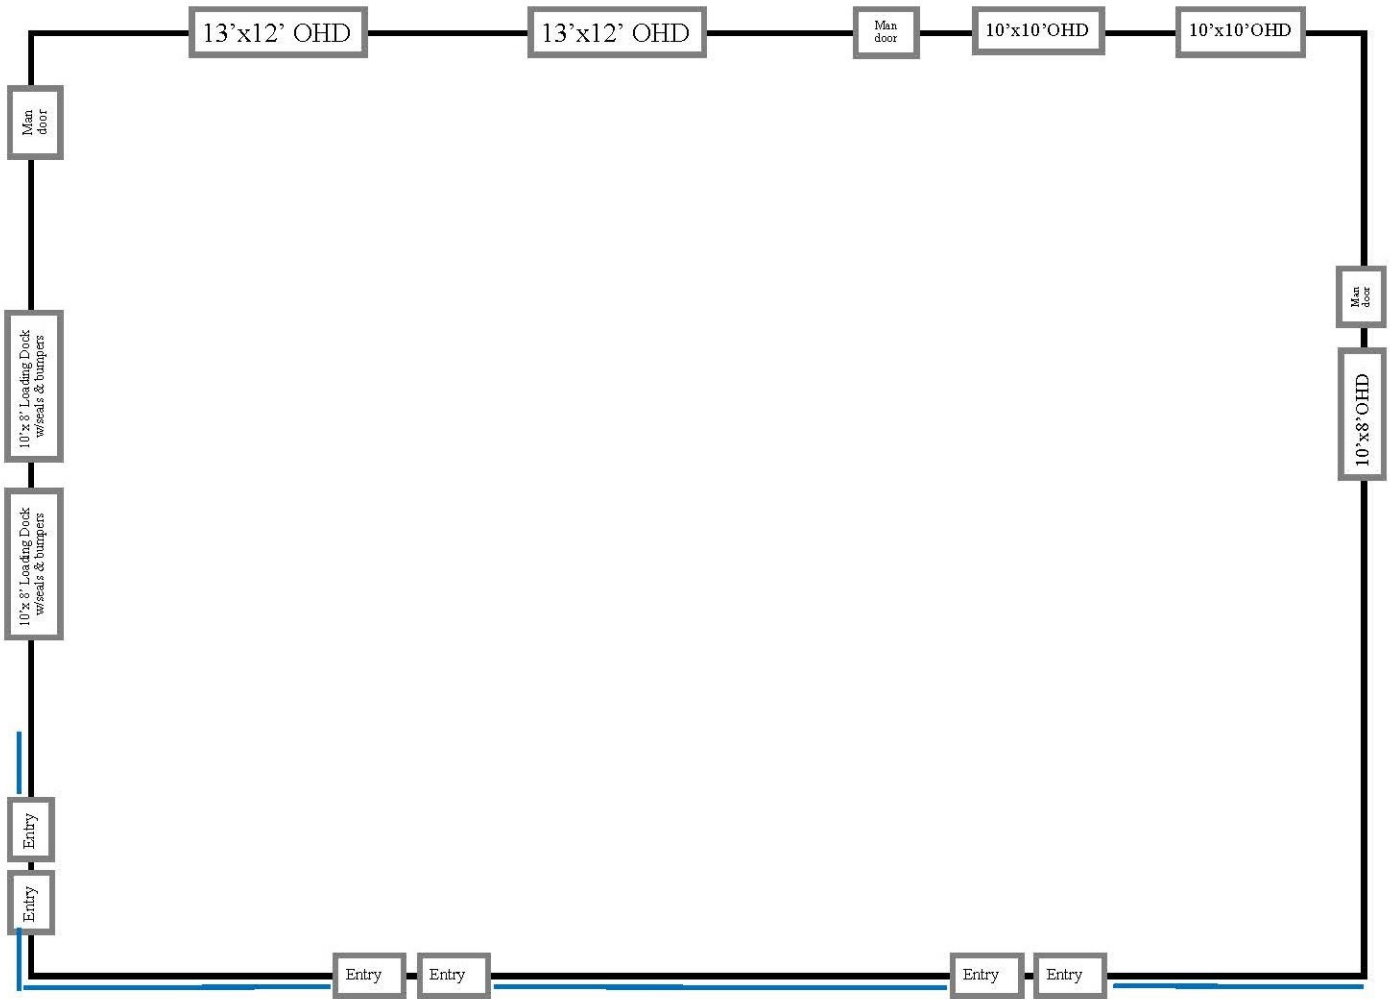 13’x12’ OHD
13’x12’ OHD
Man
door
10’x10’OHD
10’x10’OHD
Man
door
10’x 8’ Loading Dock
w/seals & bumpers
10’x 8’ Loading Dock
w/seals & bumpers
Entry
Entry
Man
door
10’x8’OHD
Entry
Entry
Entry
Entry